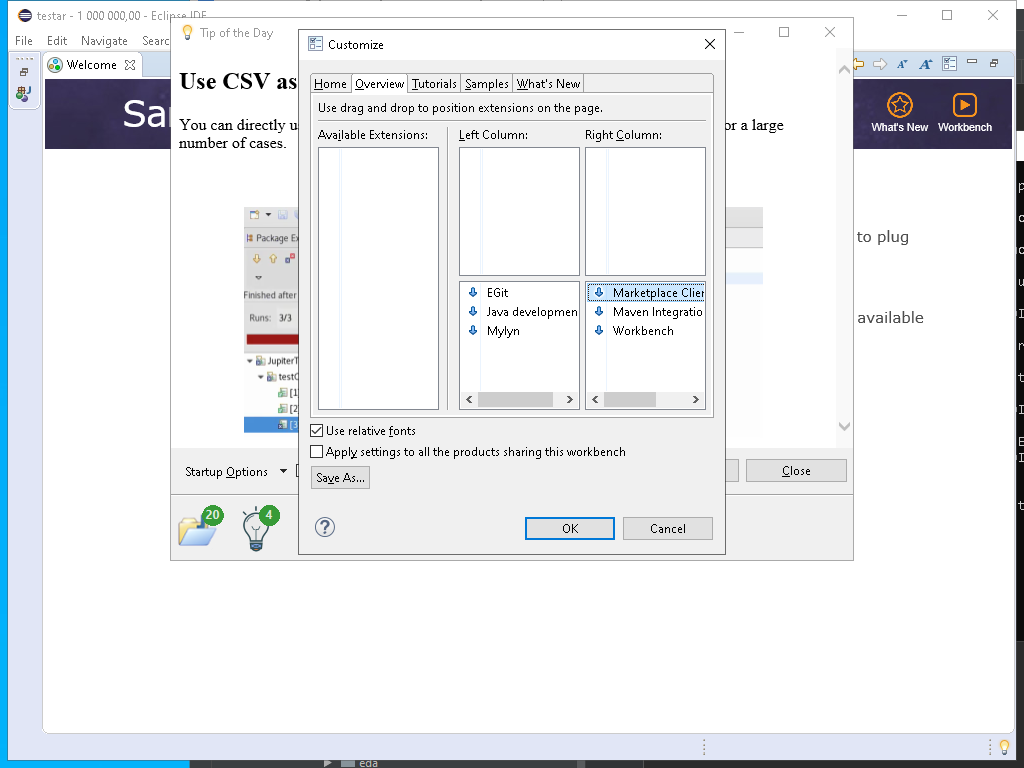 testar - 1 000 000,00 - Eclipse IDE
File Edit Navigate Searc
Welcome
Tip of the Day
Use CSV as
You can directly u
or a large
number of cases.
Sa
What's New
Workbench
to plug
available
Package Ex
Finished after
Runs: 3/3
JupiterT
testC
[1
[2
[3
Startup Options
Close
20
4
Customize
Home
Overview
Tutorials
Samples
What's New
Use drag and drop to position extensions on the page.
Available Extensions:
Left Column:
Right Column:
EGit
Java developmen
Mylyn
Marketplace Clier
Maven Integratio
Workbench
Use relative fonts
Apply settings to all the products sharing this workbench
Save As...
OK
Cancel
eda